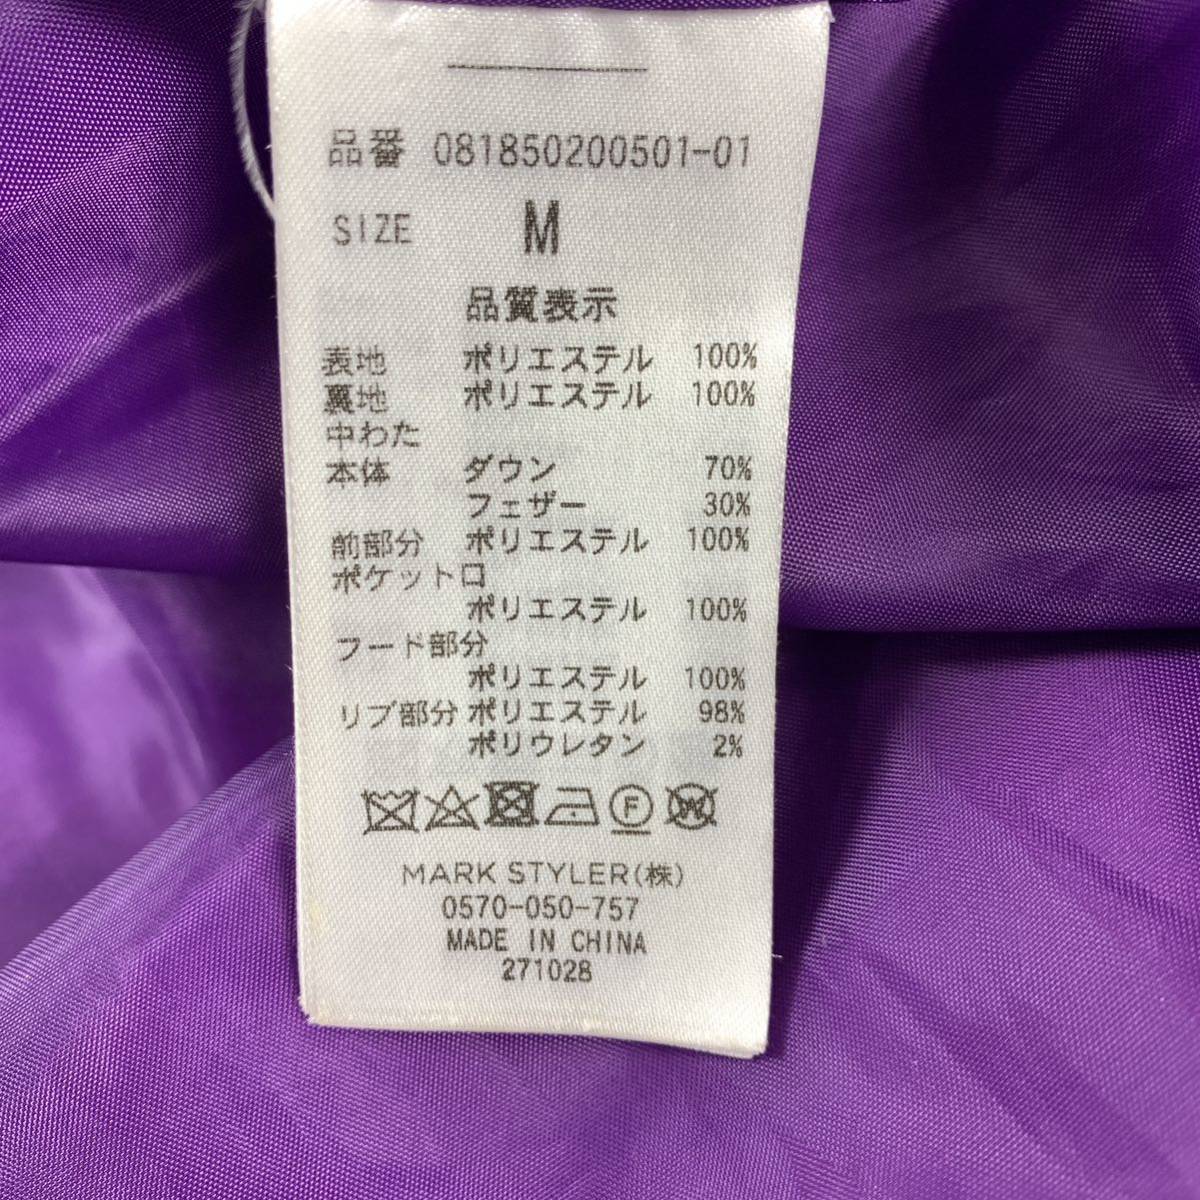 品番 081850200501-01
SIZE M
品質表示
表地 ポリエステル 100%
裏地 ポリエステル 100%
中わた
本体 ダウン 70%
フェザー 30%
前部分 ポリエステル 100%
ポケット口
ポリエステル 100%
フード部分
ポリエステル 100%
リブ部分 ポリエステル 98%
ポリウレタン 2%
F W
MARK STYLER(株)
0570-050-757
MADE IN CHINA
271028